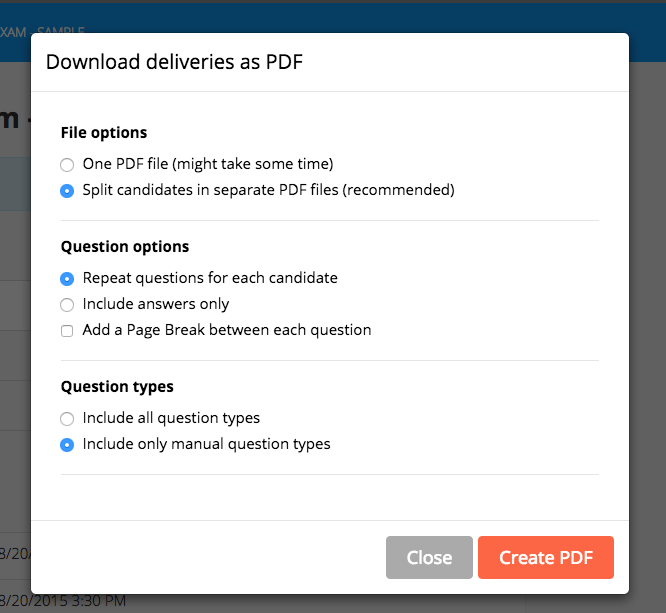 EXAM - SAMPLE
Download deliveries as PDF
m -
File options
One PDF file (might take some time)
Split candidates in separate PDF files (recommended)
Question options
Repeat questions for each candidate
Include answers only
Add a Page Break between each question
Question types
Include all question types
Include only manual question types
8/20/
Close
Create PDF
8/20/2015 3:30 PM